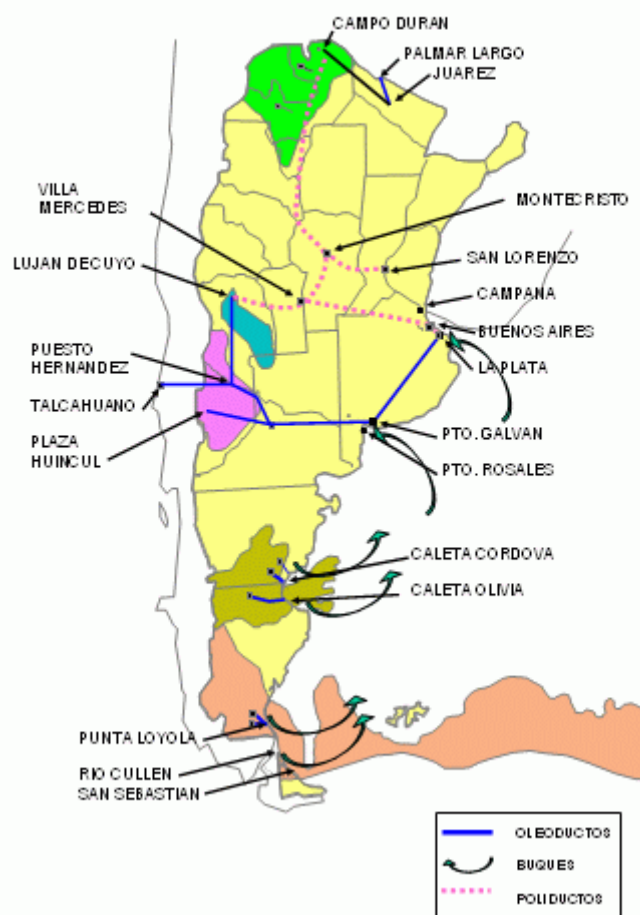 CAMPO DURAN
PALMAR LARGO
JUAREZ
VILLA
MERCEDES
MONTECRISTO
LUJAN DE CUYO
SAN LORENZO
CAMPANA
BUENOS AIRES
LA PLATA
PUESTO
HERNANDEZ
TALCAHUANO
PLAZA
HUINCUL
PTO. GALVAN
PTO. ROSALES
CALETA CORDOVA
CALETA OLIVIA
PUNTA LOYOLA
RIO CULLEN
SAN SEBASTIAN
OLEODUCTOS
BUQUES
POLIDUCTOS